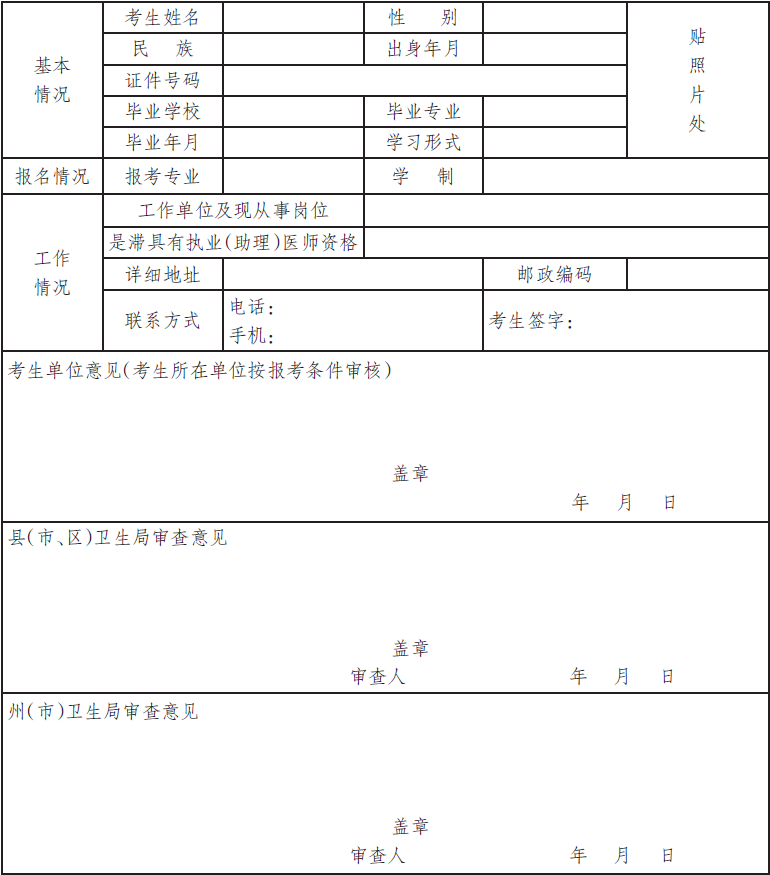 考生姓名 性 别
民 族 出身年月
证件号码
毕业学校 毕业专业
毕业年月 学习形式
基本
情况
贴
照
片
处
报名情况 报考专业 学 制
工作单位及现从事岗位
是滞具有执业(助理)医师资格
工作
情况
详细地址 邮政编码
联系方式
电话:
手机:
考生签字:
考生单位意见(考生所在单位按报考条件审核)
盖章
年 月 日
县(市、区)卫生局审查意见
盖章
审查人 年 月 日
州(市)卫生局审查意见
盖章
审查人 年 月 日